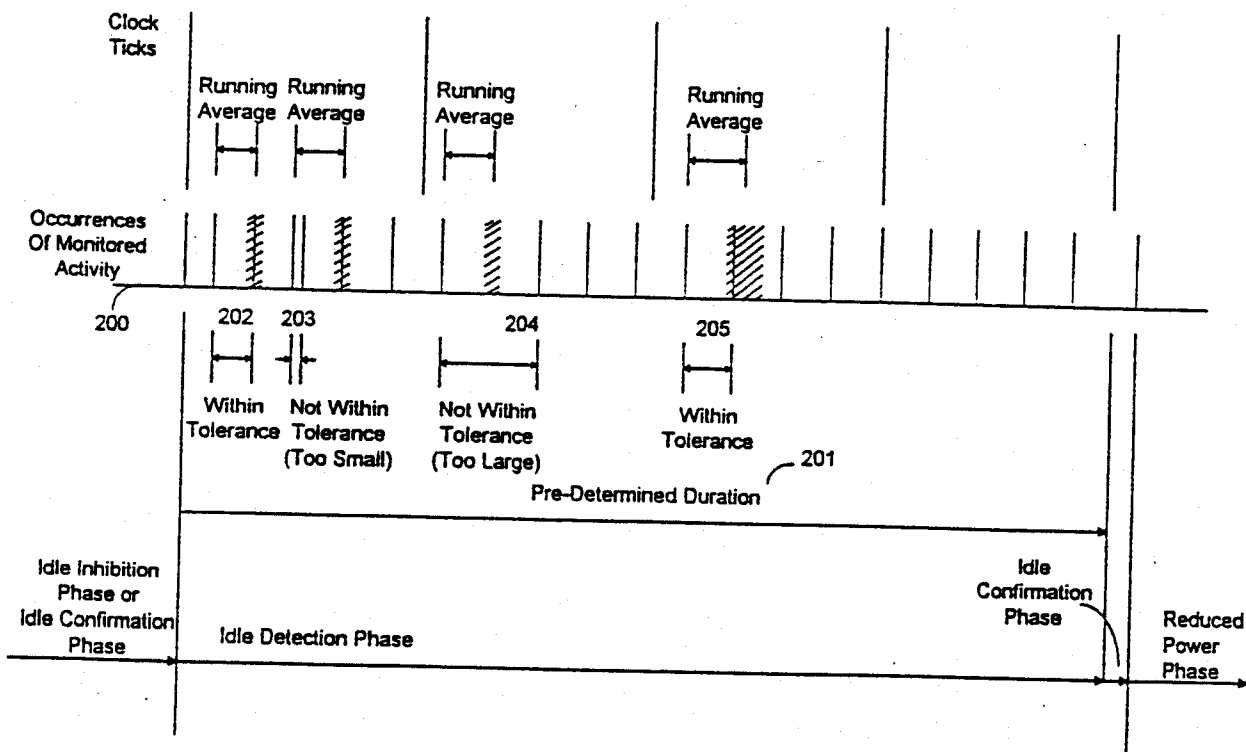 Clock
Ticks
Running
Average
Running
Average
Running
Average
Running
Average
Occurrences
Of Monitored
Activity
200
202
203
204
205
Within
Tolerance
Not Within
Tolerance
(Too Small)
Not Within
Tolerance
(Too Large)
Within
Tolerance
201
Pre-Determined Duration
Idle Inhibition
Phase or
Idle Confirmation
Phase
Idle Detection Phase
Idle
Confirmation
Phase
Reduced
Power
Phase